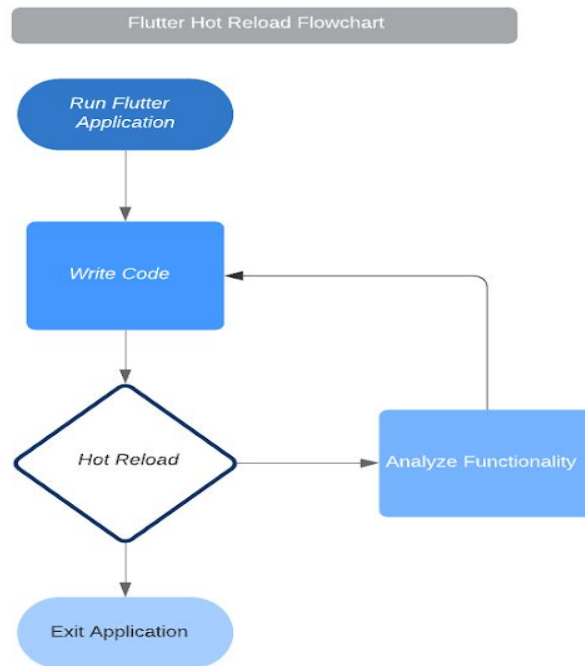 Flutter Hot Reload Flowchart
Run Flutter
Application
Write Code
Hot Reload
Analyze Functionality
Exit Application